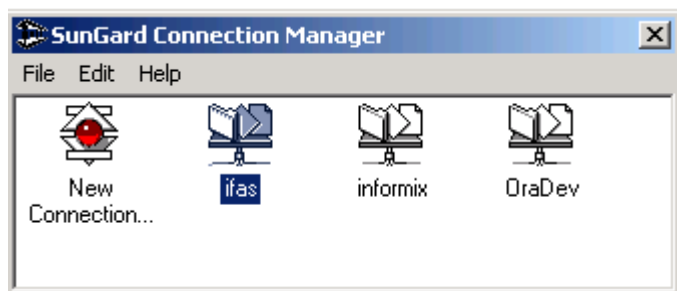 SunGard Connection Manager
File Edit Help
New
Connection...
ifas
informix
OraDev